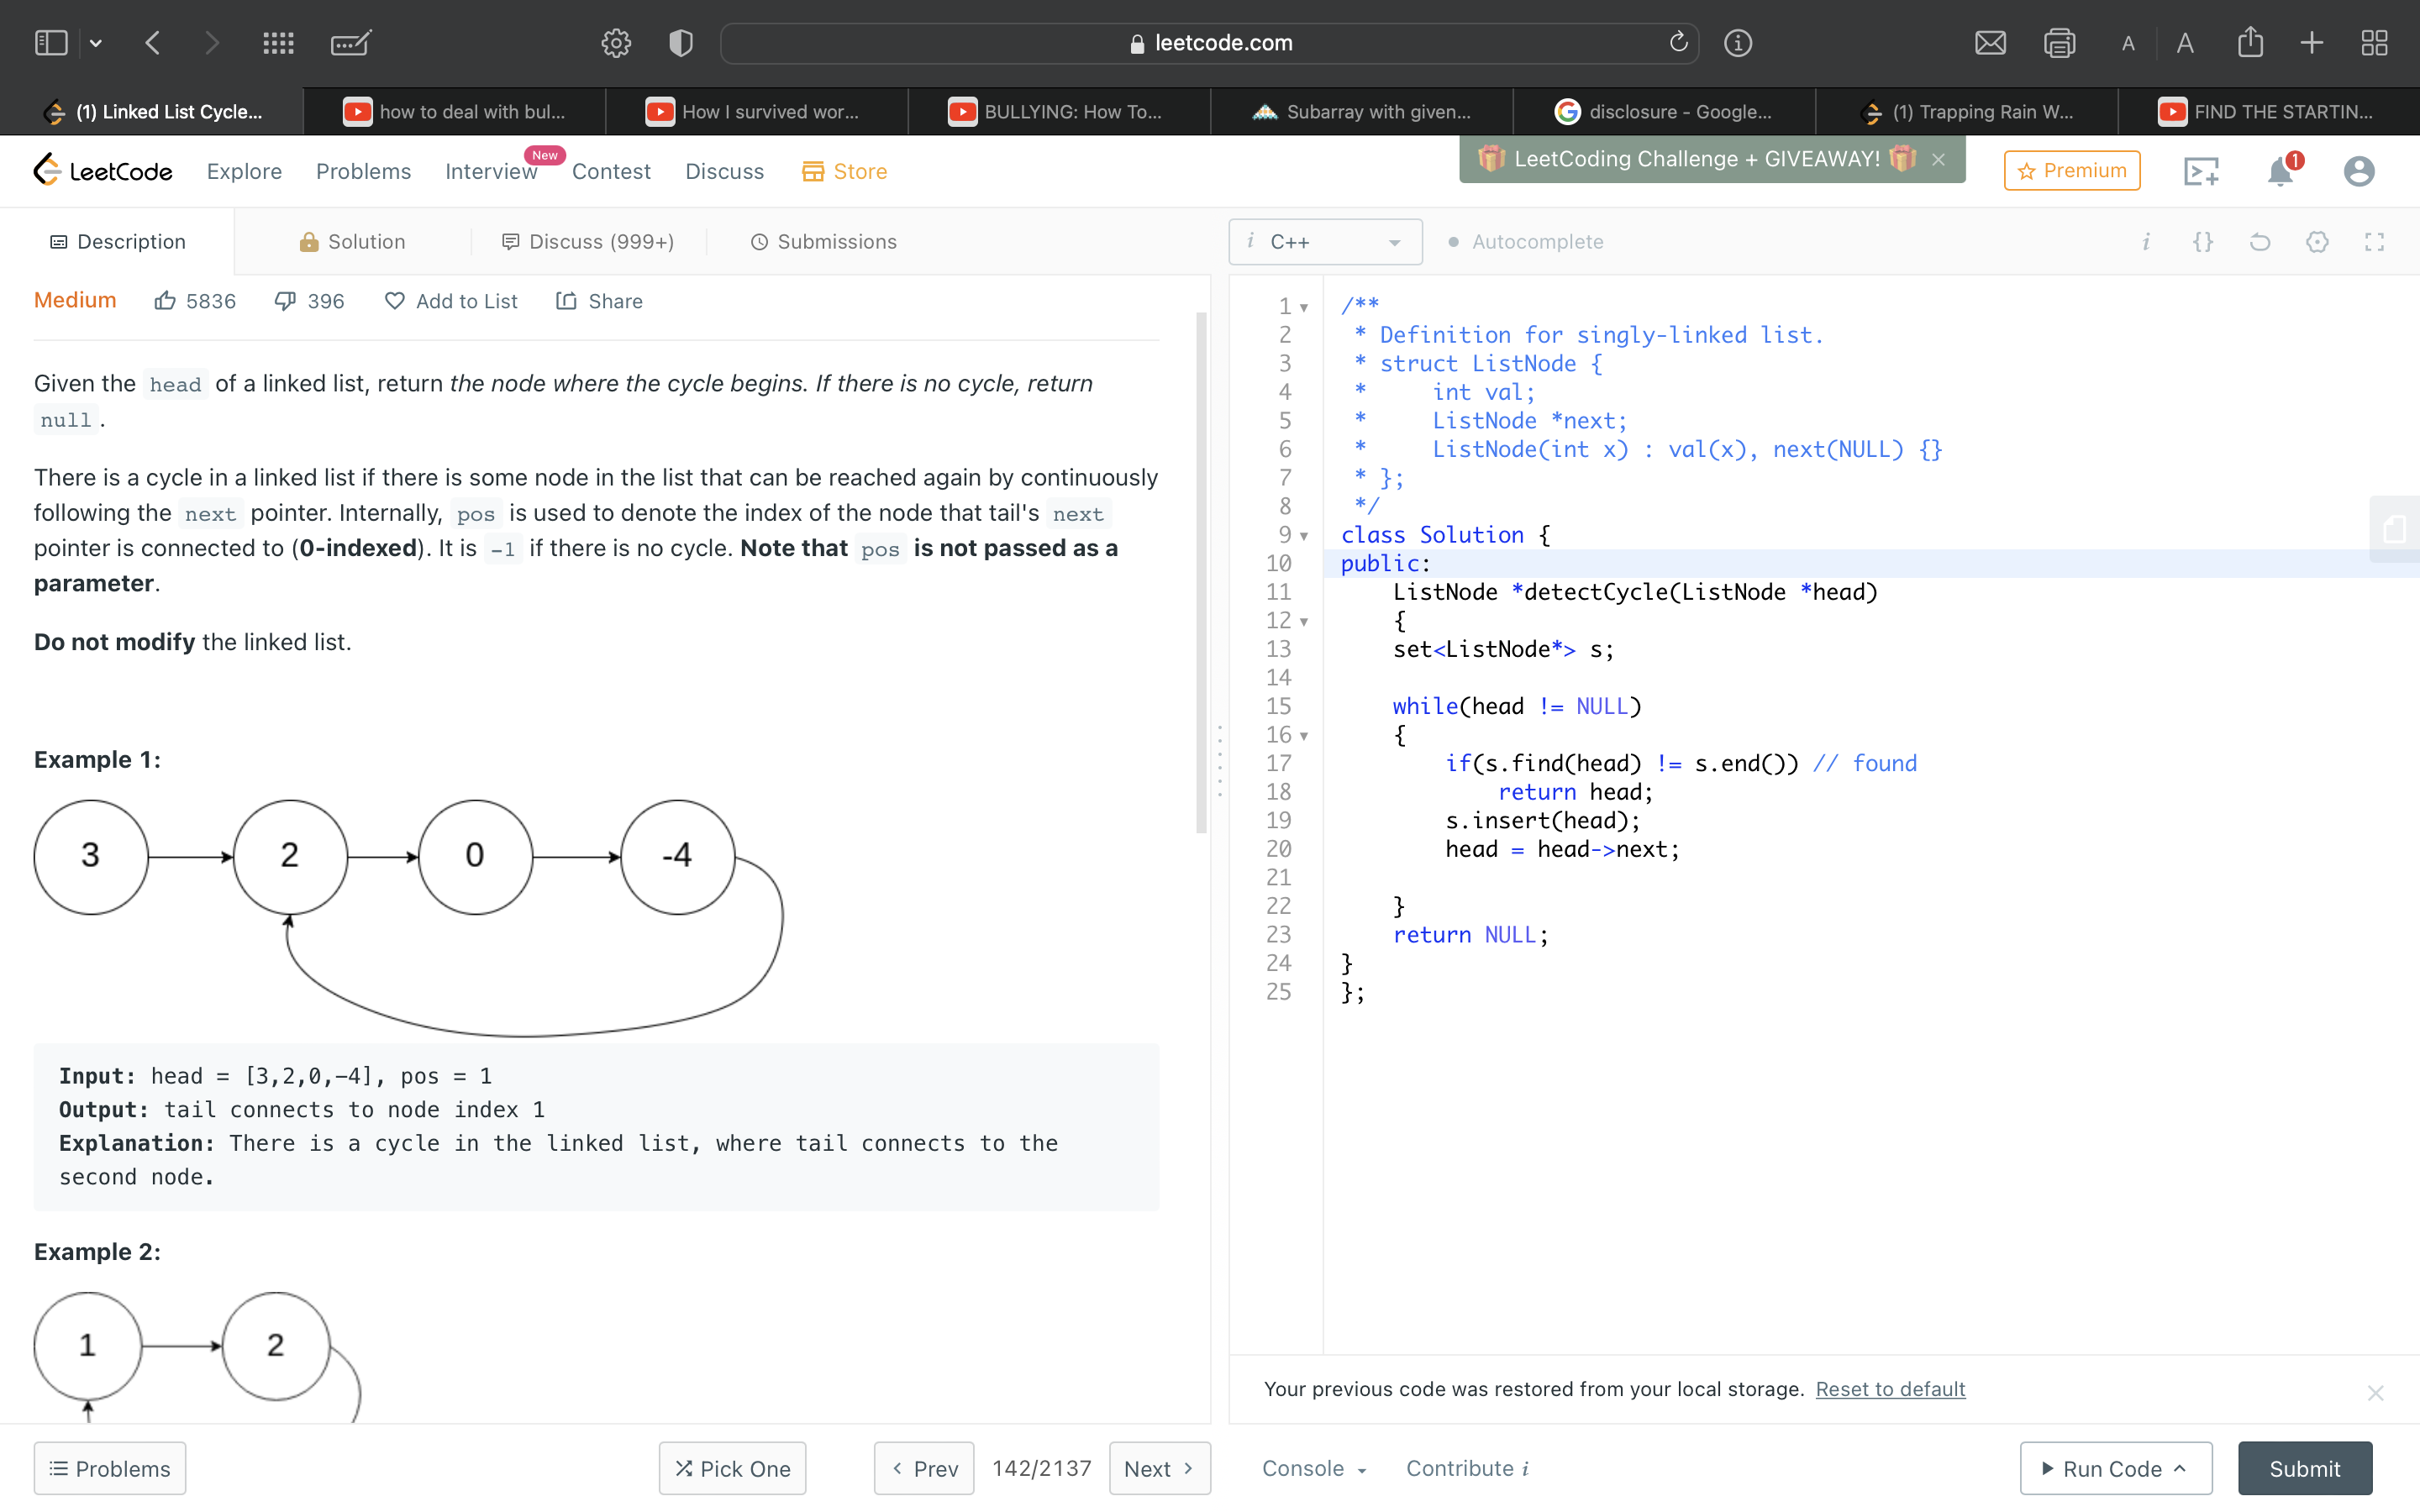 leetcode.com
A A
(1) Linked List Cycle...
how to deal with bul...
How I survived wor...
BULLYING: How To...
Subarray with given...
disclosure - Google...
(1) Trapping Rain W...
FIND THE STARTIN...
LeetCode
Explore
Problems
Interview
New
Contest
Discuss
Store
LeetCoding Challenge + GIVEAWAY!
Premium
1
Description
Solution
Discuss (999+)
Submissions
i C++
Autocomplete
i {}
Medium
5836
396
Add to List
Share
Given the head of a linked list, return the node where the cycle begins. If there is no cycle, return
null .
There is a cycle in a linked list if there is some node in the list that can be reached again by continuously
following the next pointer. Internally, pos is used to denote the index of the node that tail's next
pointer is connected to (0-indexed). It is -1 if there is no cycle. Note that pos is not passed as a
parameter.
Do not modify the linked list.
Example 1:
3 2 0 -4
Input: head = [3,2,0,-4], pos = 1
Output: tail connects to node index 1
Explanation: There is a cycle in the linked list, where tail connects to the
second node.
Example 2:
1 2
1 /**
2 * Definition for singly-linked list.
3 * struct ListNode {
4 *     int val;
5 *     ListNode *next;
6 *     ListNode(int x) : val(x), next(NULL) {}
7 * };
8 */
9 class Solution {
10 public:
11     ListNode *detectCycle(ListNode *head)
12     {
13     set<ListNode*> s;
14
15     while(head != NULL)
16     {
17         if(s.find(head) != s.end()) // found
18             return head;
19         s.insert(head);
20         head = head->next;
21
22     }
23     return NULL;
24 }
25 };
Your previous code was restored from your local storage. Reset to default
Problems
Pick One
Prev
142/2137
Next
Console
Contribute i
Run Code
Submit